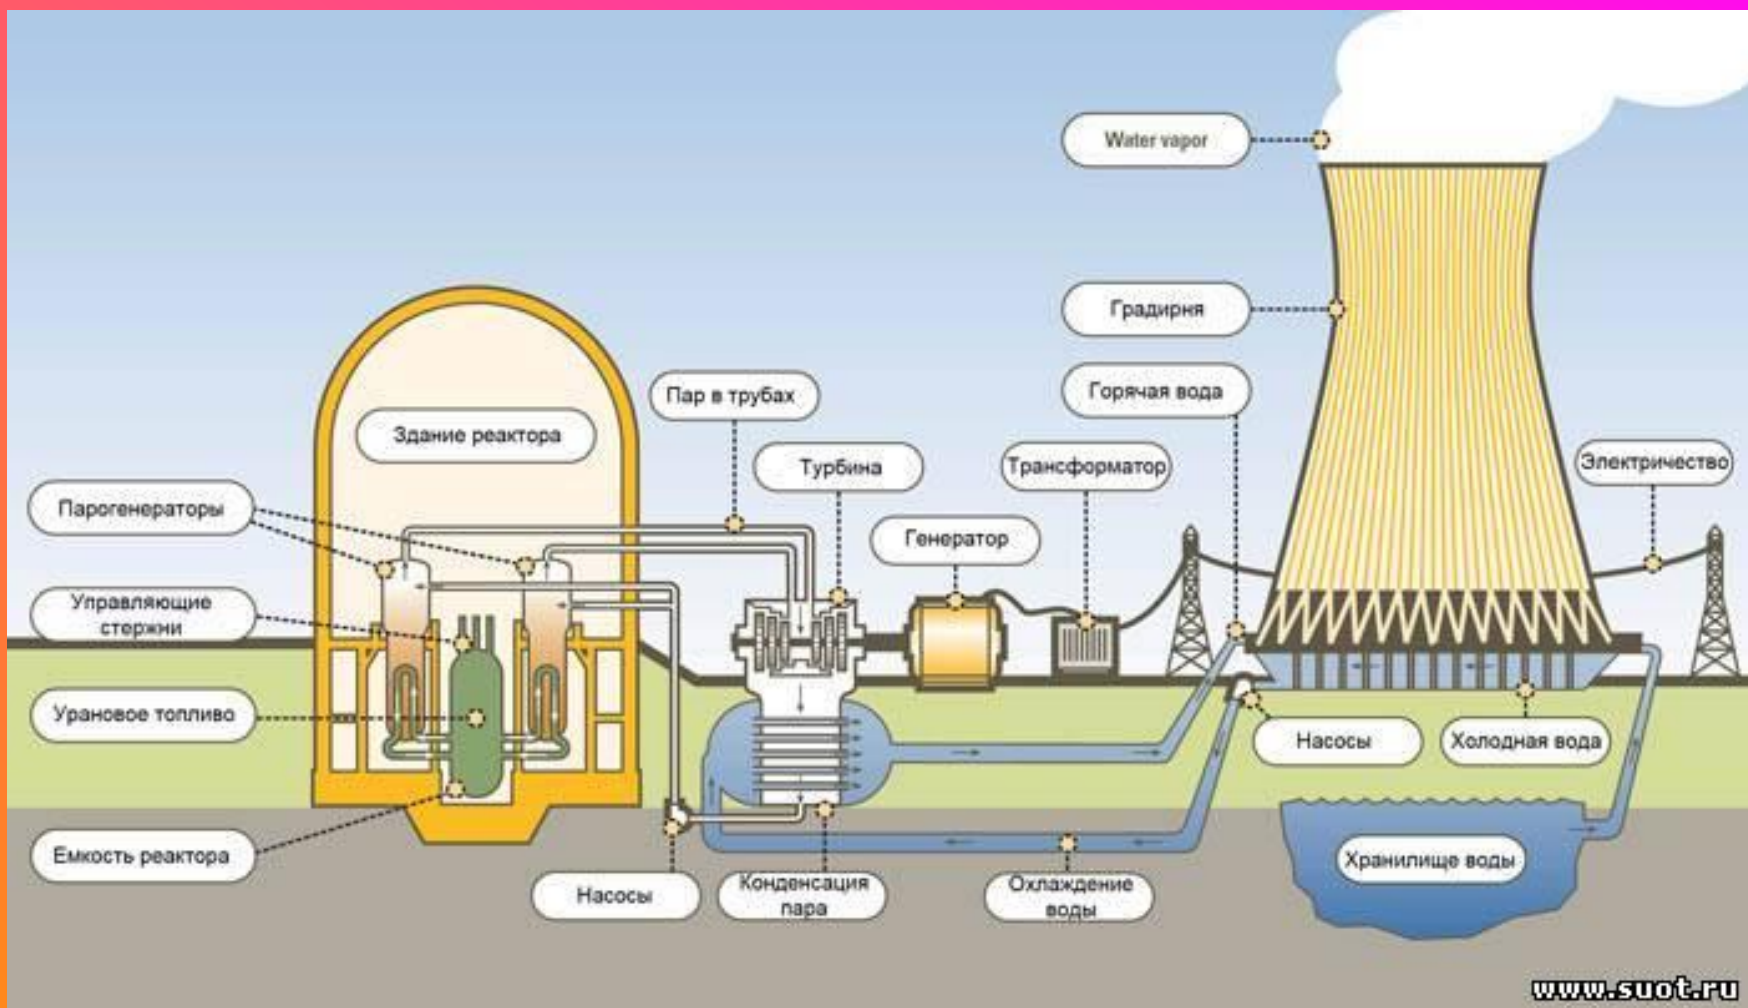 Water vapor
Градирня
Пар в трубах
Горячая вода
Здание реактора
Турбина
Трансформатор
Электричество
Парогенераторы
Генератор
Управляющие
стержни
Урановое топливо
Насосы
Холодная вода
Емкость реактора
Хранилище воды
Насосы
Конденсация
пара
Охлаждение
воды
www.suot.ru